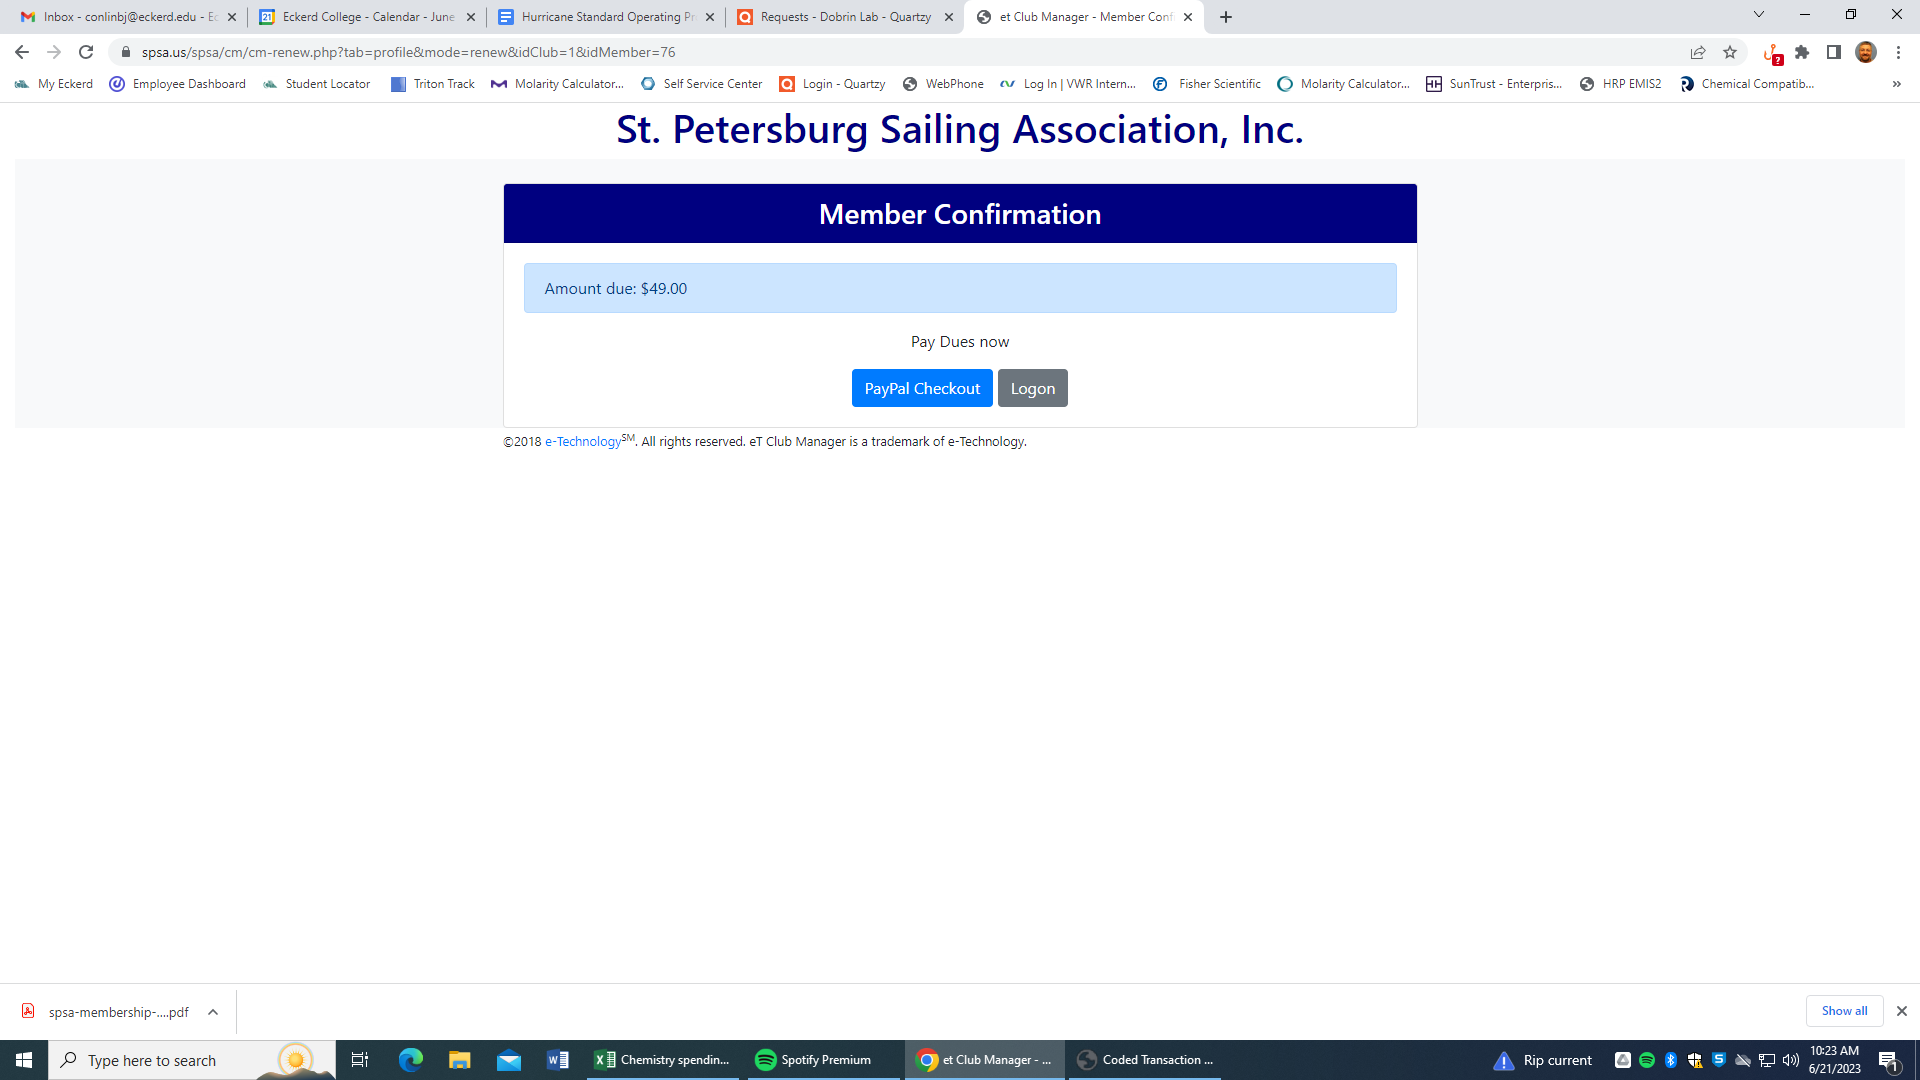 Inbox - conlinbj@eckerd.edu - Ec
Eckerd College - Calendar - June
Hurricane Standard Operating Pr
Requests - Dobrin Lab - Quartzy
et Club Manager - Member Conf
spsa.us/spsa/cm/cm-renew.php?tab=profile&mode=renew&idClub=1&idMember=76
My Eckerd
Employee Dashboard
Student Locator
Triton Track
Molarity Calculator...
Self Service Center
Login - Quartzy
WebPhone
Log In | VWR Intern...
Fisher Scientific
Molarity Calculator...
SunTrust - Enterpris...
HRP EMIS2
Chemical Compatib...
»
St. Petersburg Sailing Association, Inc.
Member Confirmation
Amount due: $49.00
Pay Dues now
PayPal Checkout
Logon
©2018 e-Technology℠. All rights reserved. eT Club Manager is a trademark of e-Technology.
spsa-membership-....pdf
Show all
Type here to search
Chemistry spendin...
Spotify Premium
et Club Manager - ...
Coded Transaction ...
Rip current
10:23 AM
6/21/2023
1